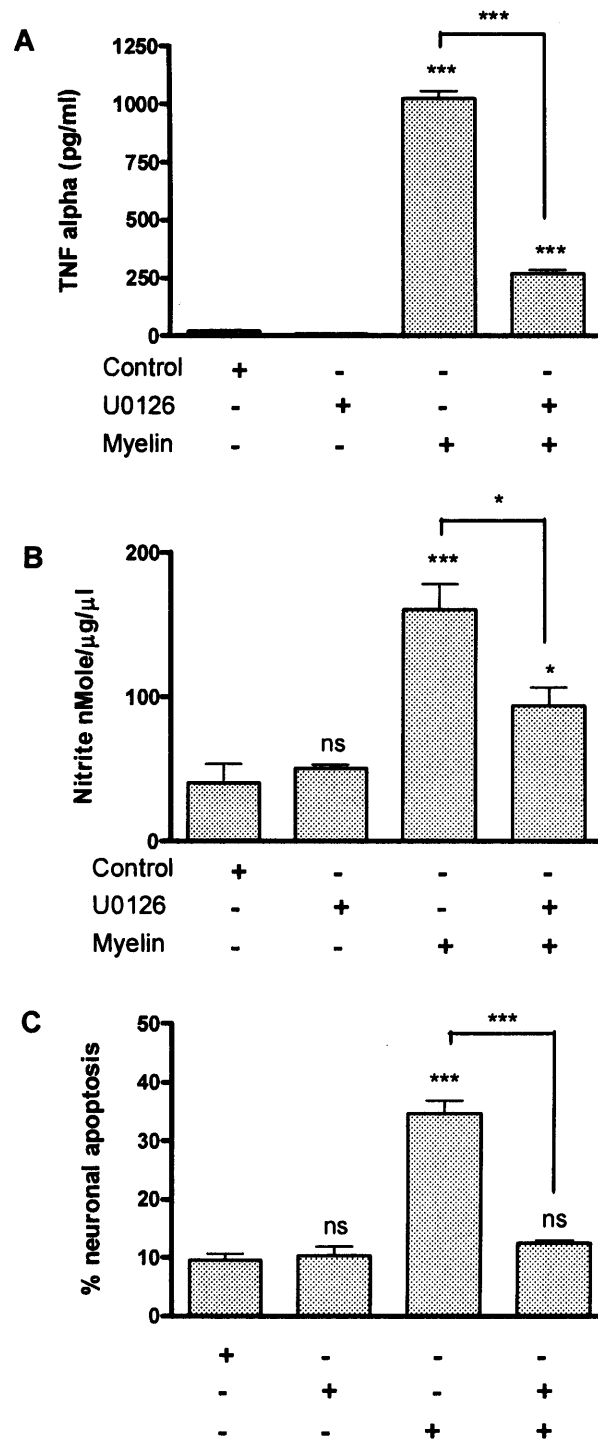 A
***
1250
***
1000
750
500
***
250
0
TNF alpha (pg/ml)
Control + - - -
U0126 - + - +
Myelin - - + +
B
*
200
***
100
*
ns
0
Nitrite nMole/µg/µl
Control + - - -
U0126 - + - +
Myelin - - + +
C
***
50
***
40
30
20
ns
ns
10
0
% neuronal apoptosis
+ - - -
- + - +
- - + +